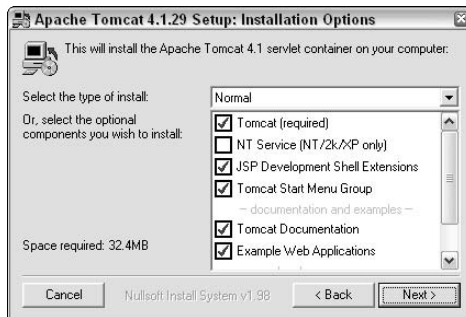 Apache Tomcat 4.1.29 Setup: Installation Options
This will install the Apache Tomcat 4.1 servlet container on your computer:
Select the type of install:
Normal
Or, select the optional
components you wish to install:
Tomcat (required)
NT Service (NT/2k/XP only)
JSP Development Shell Extensions
Tomcat Start Menu Group
– documentation and examples –
Tomcat Documentation
Example Web Applications
Space required: 32.4MB
Cancel
Nullsoft Install System v1.98
< Back
Next >